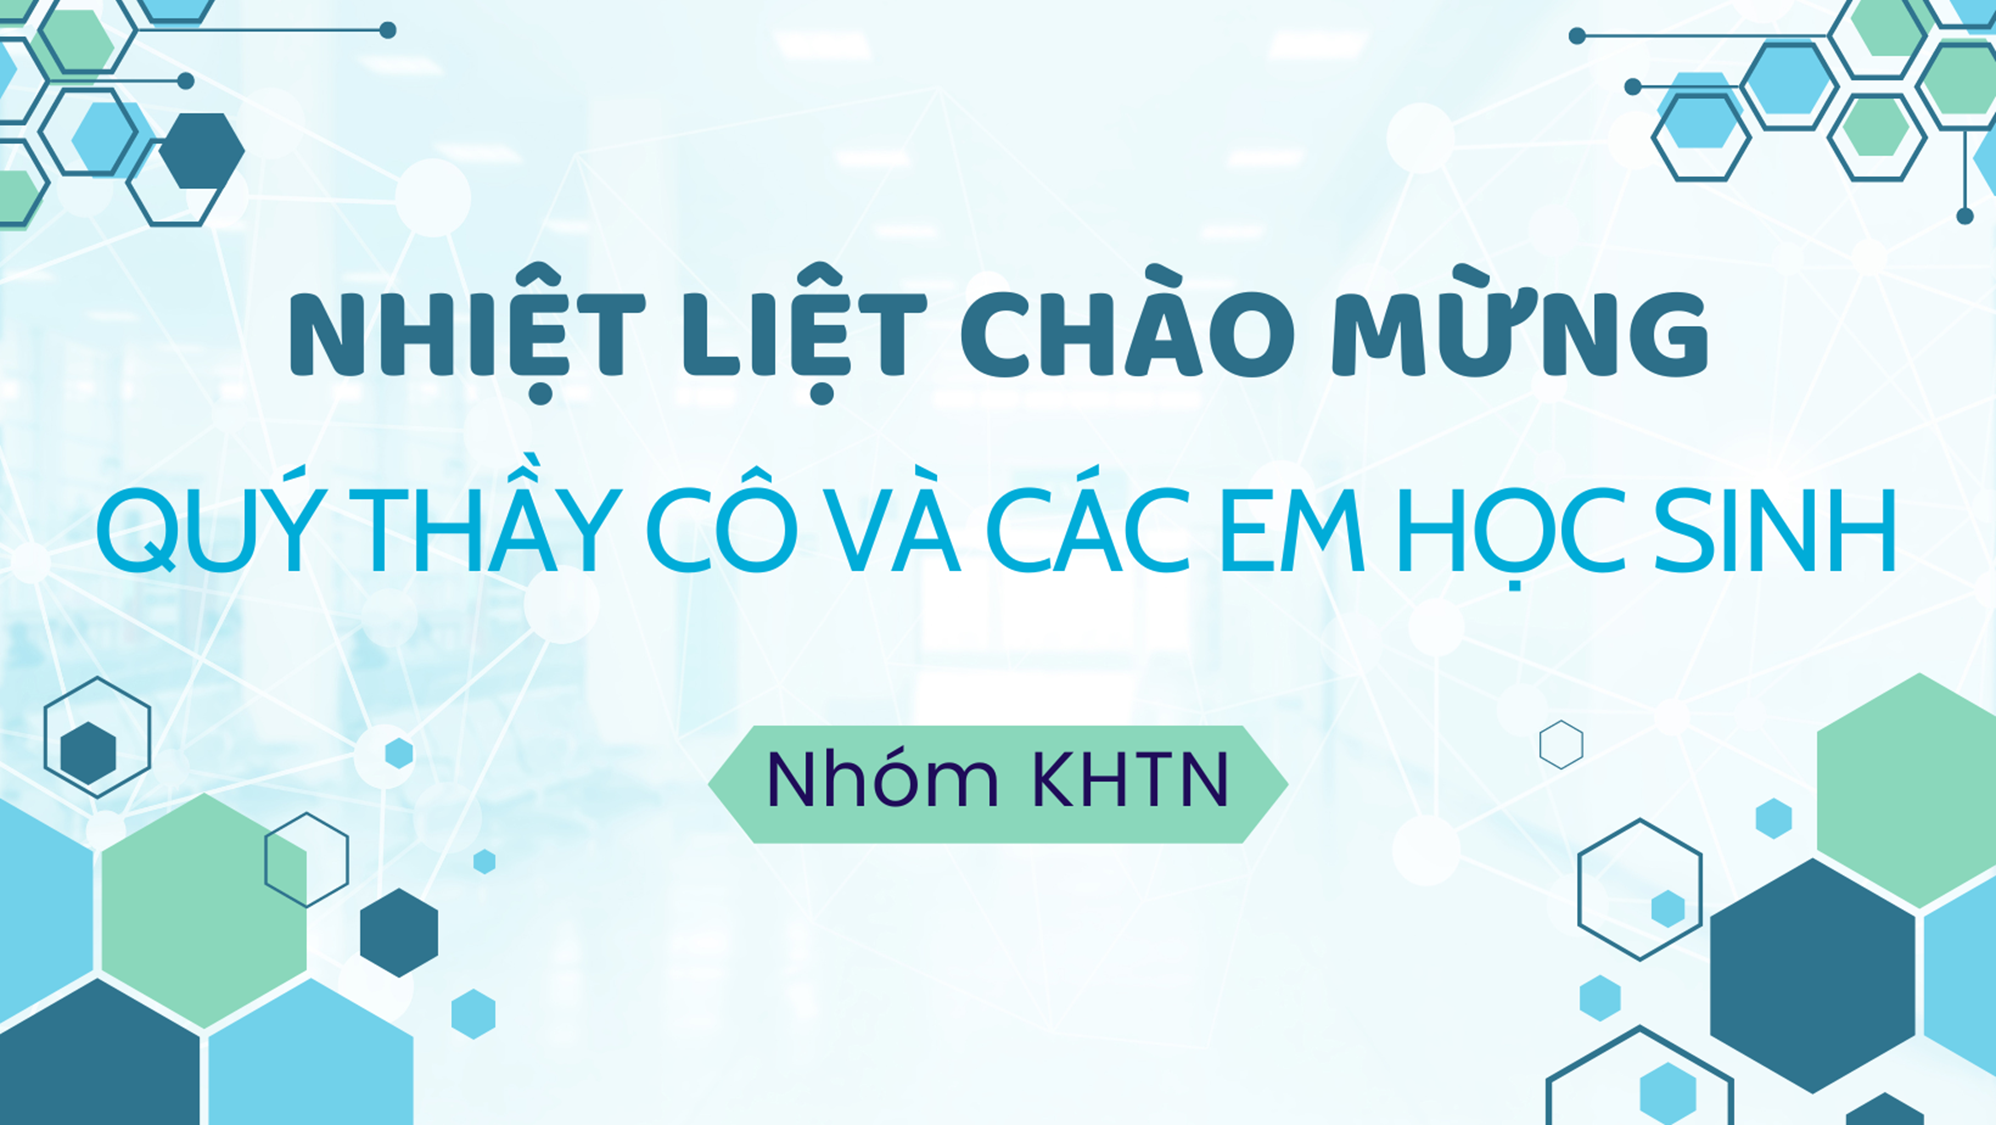 NHIỆT LIỆT CHÀO MỪNG
QUÝ THẦY CÔ VÀ CÁC EM HỌC SINH
Nhóm KHTN